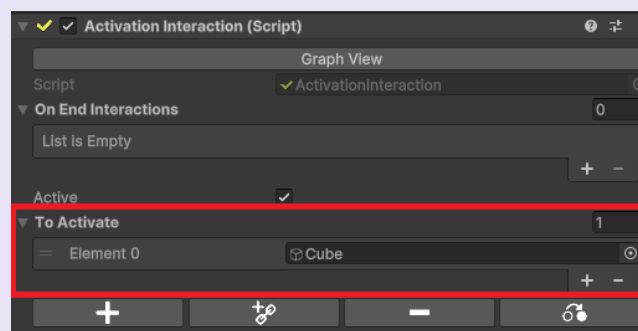 Activation Interaction (Script)
Graph View
Script ActivationInteraction
On End Interactions 0
List is Empty
Active
To Activate 1
Element 0 Cube